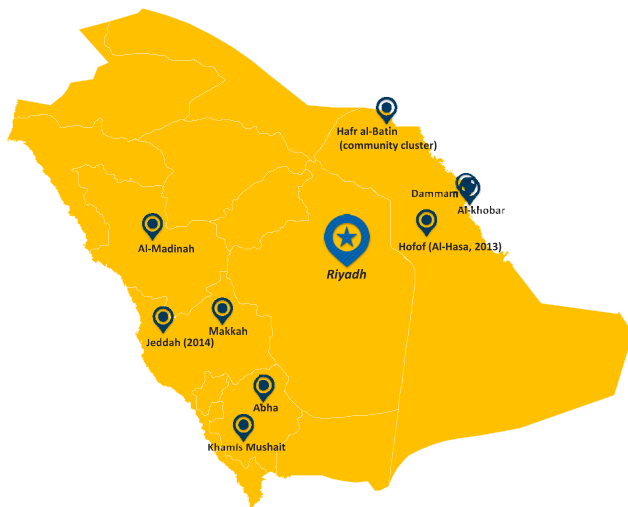 Hafr al-Batin
(community cluster)
Dammam
Al-khobar
Al-Madinah
Hofof (Al-Hasa, 2013)
Riyadh
Makkah
Jeddah (2014)
Abha
Khamis Mushait